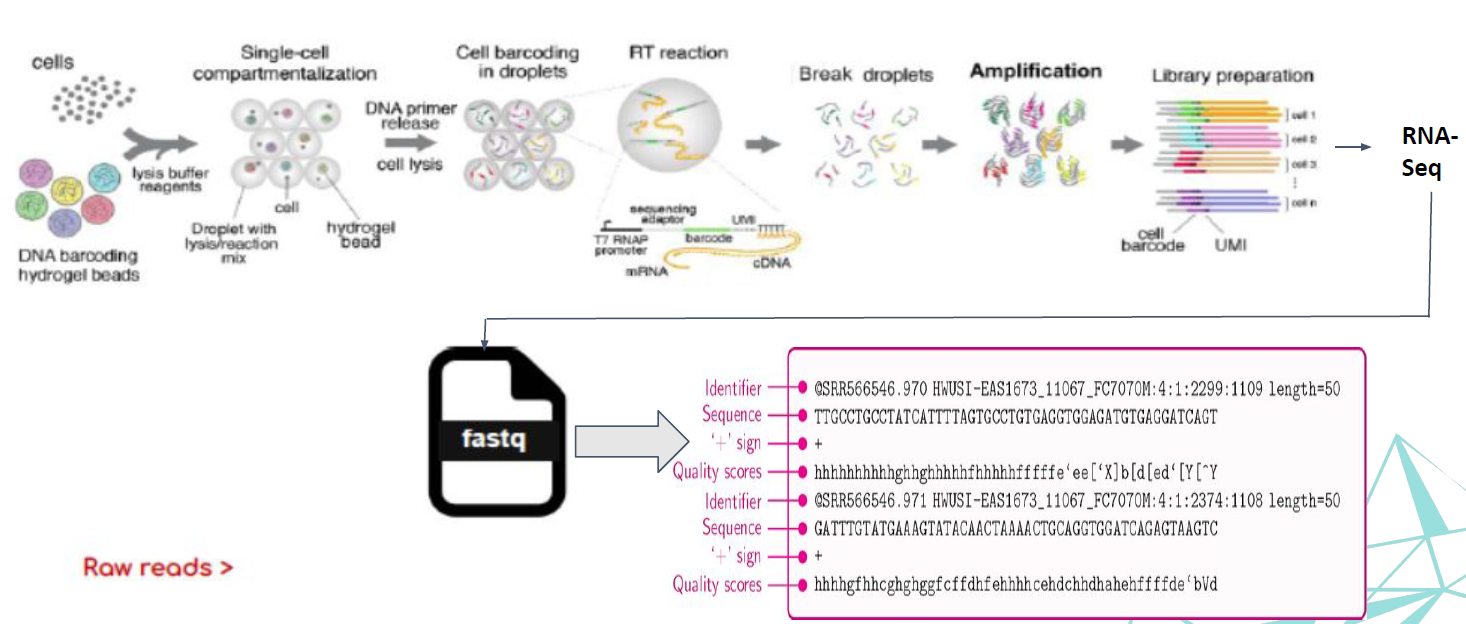 cells
Single-cell
compartmentalization
Cell barcoding
in droplets
RT reaction
Break droplets
Amplification
Library preparation
DNA primer
release
cell lysis
lysis buffer
reagents
cell
Droplet with
lysis/reaction
mix
hydrogel
bead
DNA barcoding
hydrogel beads
sequencing
adaptor
UMI
TTTTT
T7 RNAP
promoter
barcode
mRNA
cDNA
cell 1
cell 2
cell 3
cell n
cell
barcode
UMI
RNA-
Seq
fastq
Identifier
@SRR566546.970 HWUSI-EAS1673_11067_FC7070M:4:1:2299:1109 length=50
Sequence
TTGCCTGCCTATCATTTTAGTGCCTGTGAGGTGGAGATGTGAGGATCAGT
'+' sign
+
Quality scores
hhhhhhhhhhghhghhhhhfhhhhhfffffe'ee['X]b[d[ed'[Y[^Y
Identifier
@SRR566546.971 HWUSI-EAS1673_11067_FC7070M:4:1:2374:1108 length=50
Sequence
GATTTGTATGAAAGTATACAACTAAAACTGCAGGTGGATCAGAGTAAGTC
'+' sign
+
Quality scores
hhhhgfhhcghghggfcffdhfehhhhcehdchhdhahehffffde'bVd
Raw reads >